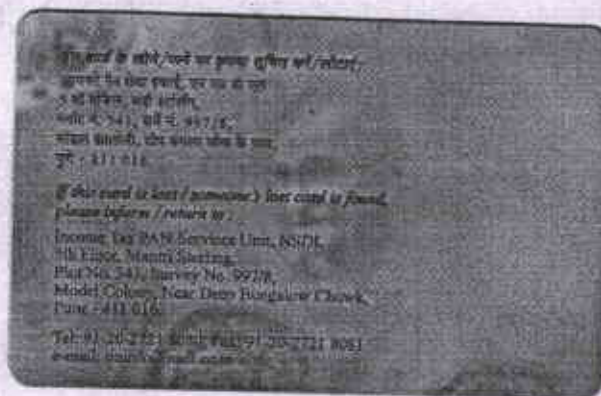 इस कार्ड के खोने/पाने पर कृपया सूचित करें/लौटाएं:
आयकर पैन सेवा इकाई, एन एस डी एल
5 वीं मंजिल, मंत्री स्टर्लिंग,
प्लॉट नं. 341, सर्वे नं. 997/8,
मॉडल कालोनी, दीप बंगला चौक के पास,
पुणे - 411 016.
If this card is lost / someone's lost card is found,
please inform / return to :
Income Tax PAN Services Unit, NSDL
5th Floor, Mantri Sterling,
Plot No. 341, Survey No. 997/8,
Model Colony, Near Deep Bungalow Chowk,
Pune - 411 016.
Tel: 91-20-2721 Fax: 91-20-2721 8081
e-mail: